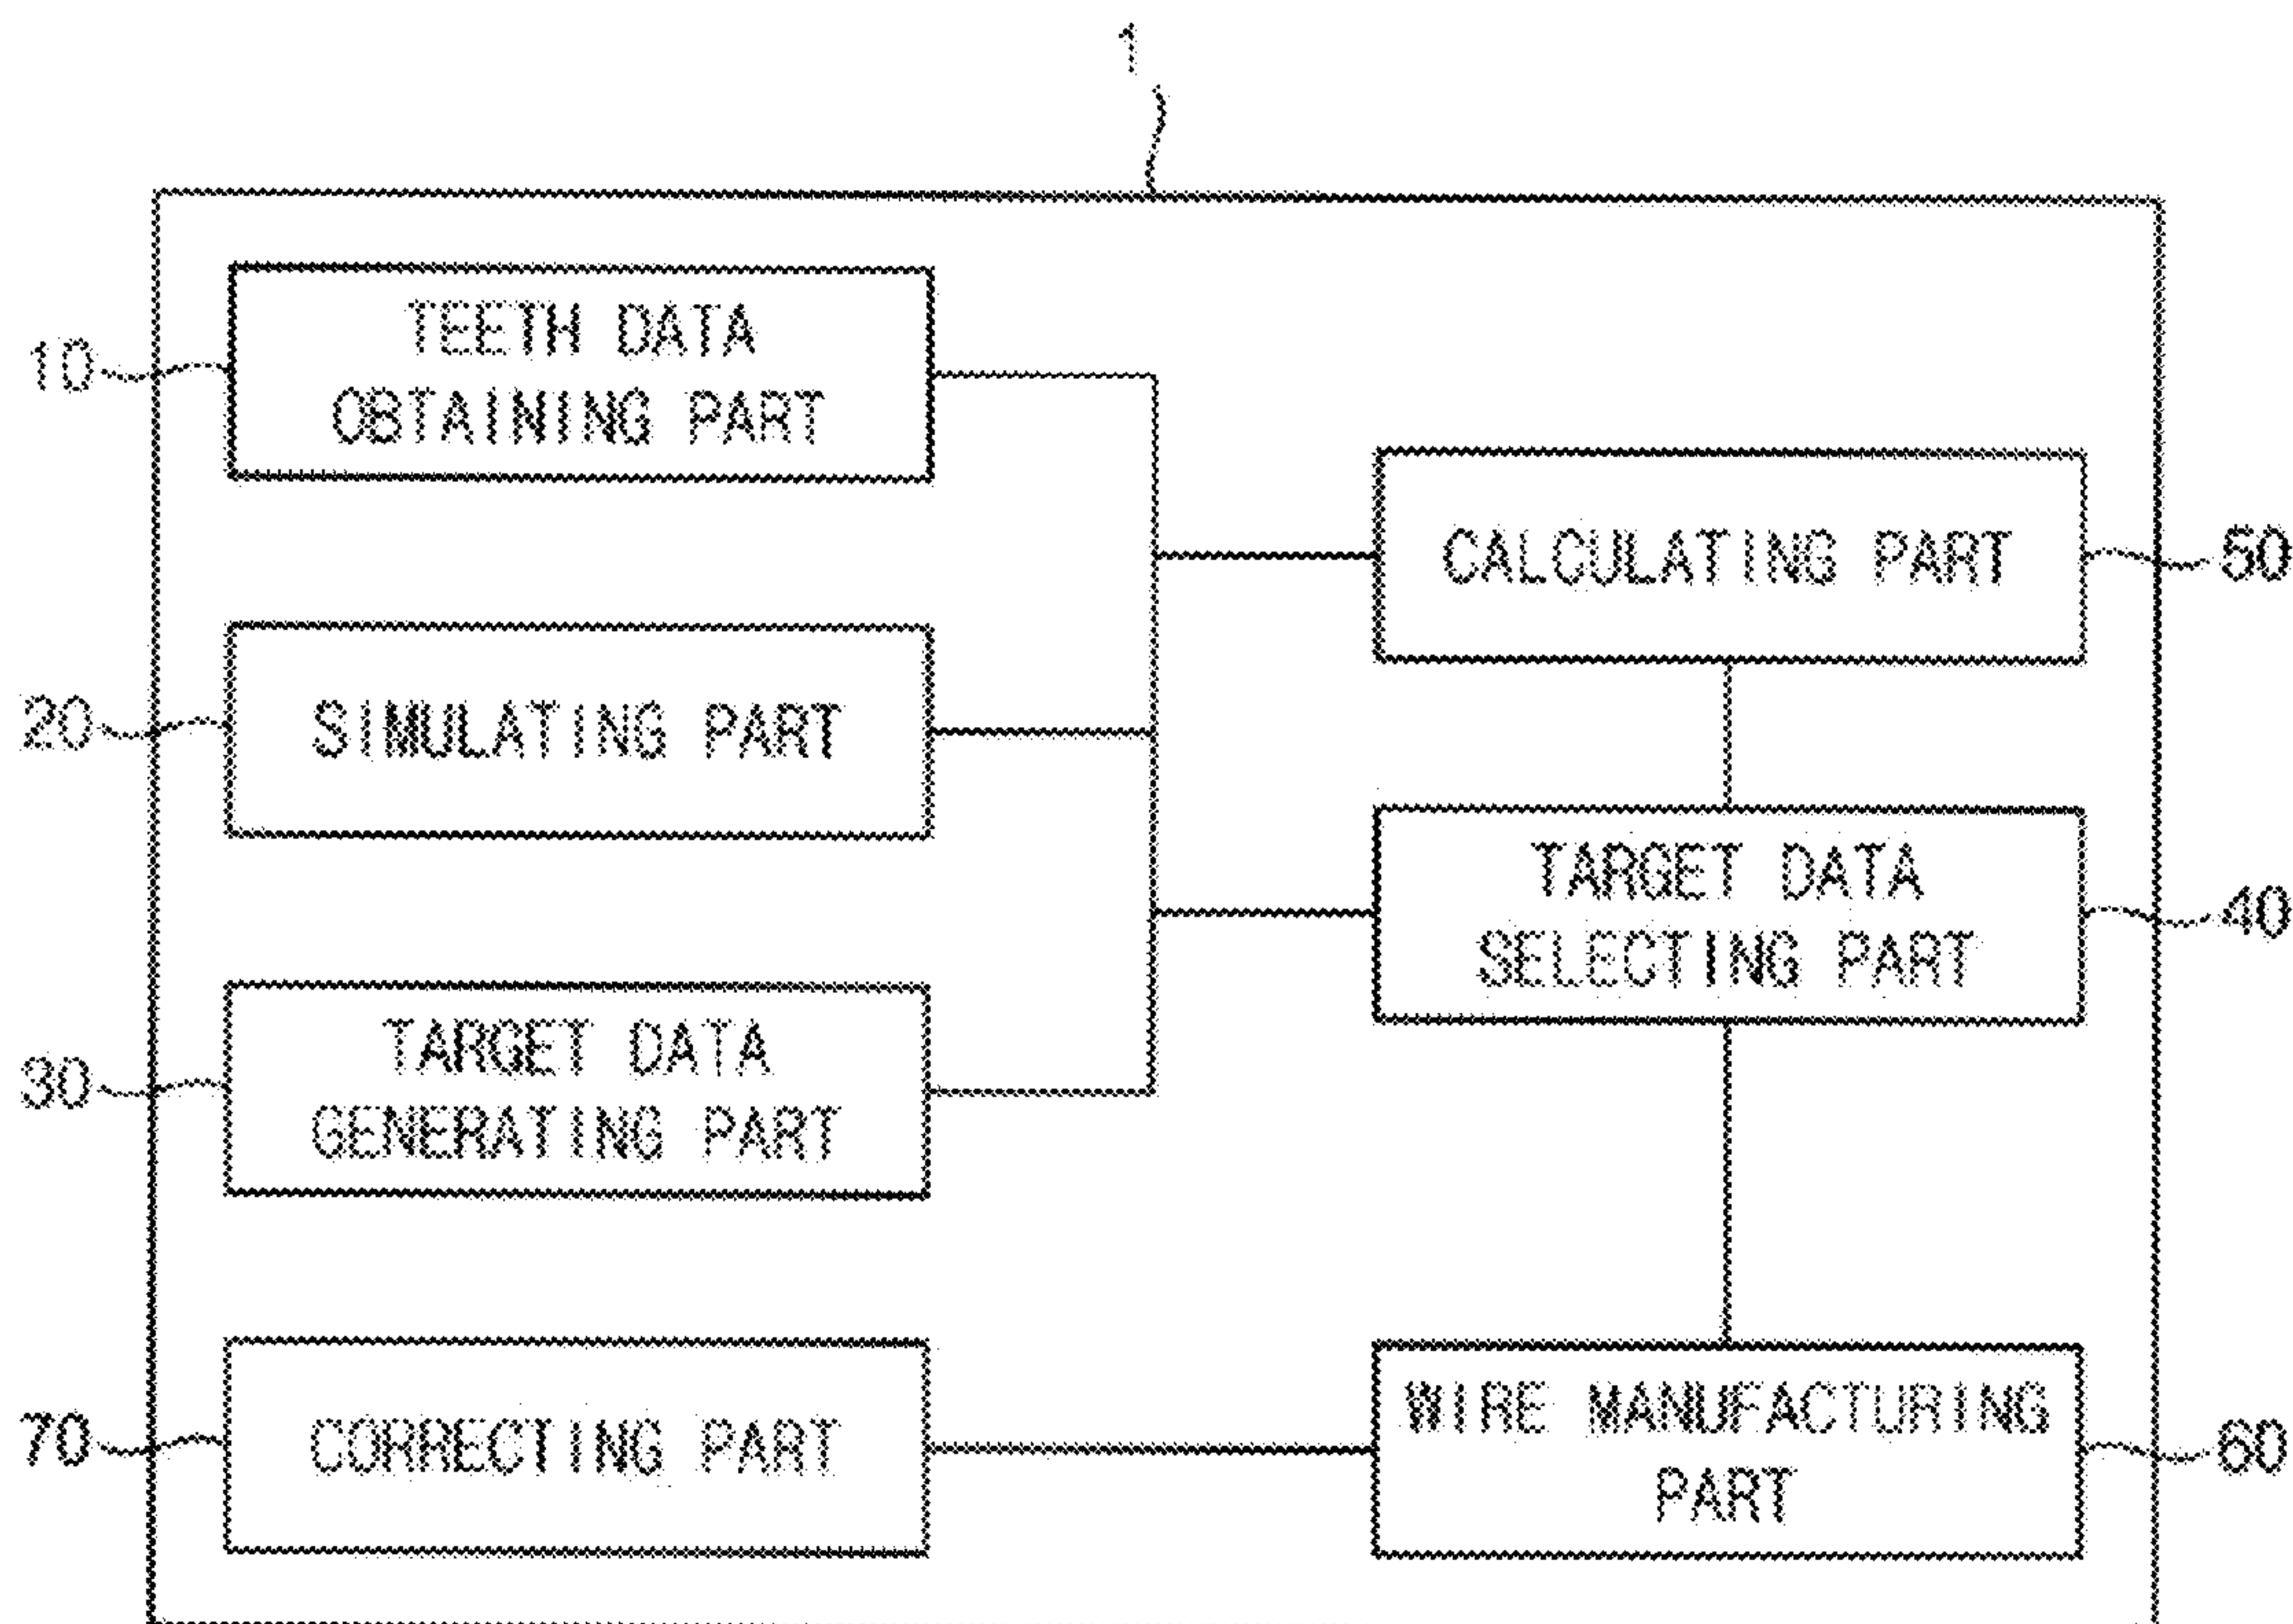 1
10
TEETH DATA
OBTAINING PART
CALCULATING PART
50
20
SIMULATING PART
TARGET DATA
SELECTING PART
40
30
TARGET DATA
GENERATING PART
70
CORRECTING PART
WIRE MANUFACTURING
PART
60